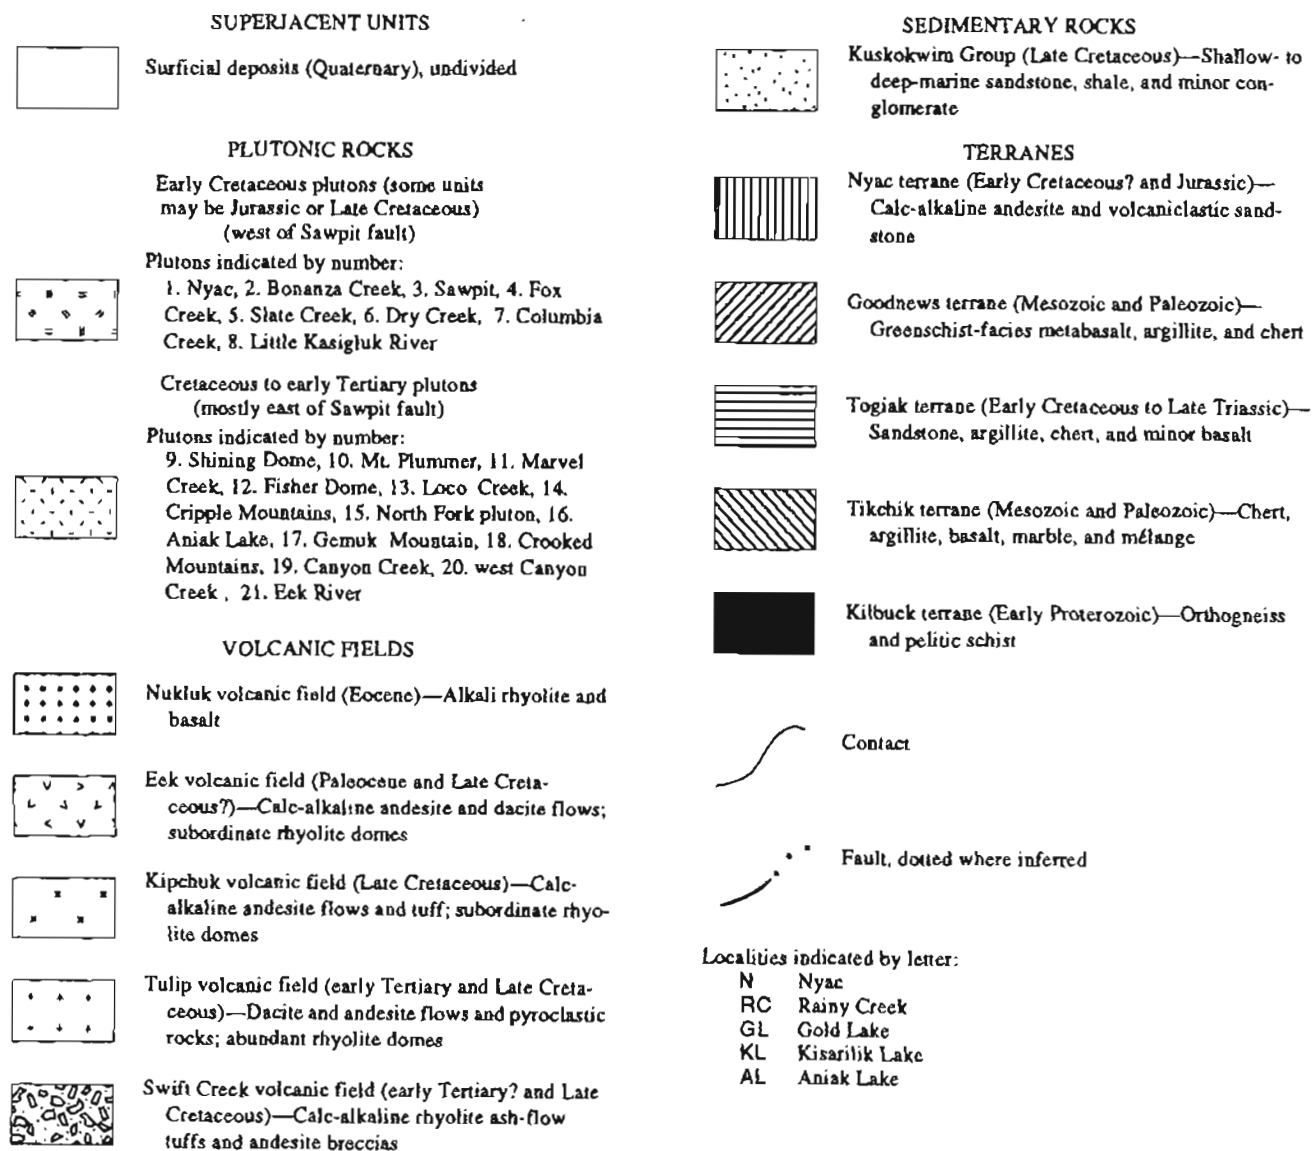 SUPERJACENT UNITS
Surficial deposits (Quaternary), undivided
PLUTONIC ROCKS
Early Cretaceous plutons (some units
may be Jurassic or Late Cretaceous)
(west of Sawpit fault)
Plutons indicated by number:
1. Nyac, 2. Bonanza Creek, 3. Sawpit, 4. Fox
Creek, 5. Slate Creek, 6. Dry Creek, 7. Columbia
Creek, 8. Little Kasigluk River
Cretaceous to early Tertiary plutons
(mostly east of Sawpit fault)
Plutons indicated by number:
9. Shining Dome, 10. Mt. Plummer, 11. Marvel
Creek, 12. Fisher Dome, 13. Loco Creek, 14.
Cripple Mountains, 15. North Fork pluton, 16.
Aniak Lake, 17. Gemuk Mountain, 18. Crooked
Mountains, 19. Canyon Creek, 20. west Canyon
Creek , 21. Eek River
VOLCANIC FIELDS
Nukluk volcanic field (Eocene)—Alkali rhyolite and
basalt
Eek volcanic field (Paleocene and Late Creta-
ceous?)—Calc-alkaline andesite and dacite flows;
subordinate rhyolite domes
Kipchuk volcanic field (Late Cretaceous)—Calc-
alkaline andesite flows and tuff; subordinate rhyo-
lite domes
Tulip volcanic field (early Tertiary and Late Creta-
ceous)—Dacite and andesite flows and pyroclastic
rocks; abundant rhyolite domes
Swift Creek volcanic field (early Tertiary? and Late
Cretaceous)—Calc-alkaline rhyolite ash-flow
tuffs and andesite breccias
SEDIMENTARY ROCKS
Kuskokwim Group (Late Cretaceous)—Shallow- to
deep-marine sandstone, shale, and minor con-
glomerate
TERRANES
Nyac terrane (Early Cretaceous? and Jurassic)—
Calc-alkaline andesite and volcaniclastic sand-
stone
Goodnews terrane (Mesozoic and Paleozoic)—
Greenschist-facies metabasalt, argillite, and chert
Togiak terrane (Early Cretaceous to Late Triassic)—
Sandstone, argillite, chert, and minor basalt
Tikchik terrane (Mesozoic and Paleozoic)—Chert,
argillite, basalt, marble, and mélange
Kilbuck terrane (Early Proterozoic)—Orthogneiss
and pelitic schist
Contact
Fault, dotted where inferred
Localities indicated by letter:
N Nyac
RC Rainy Creek
GL Gold Lake
KL Kisarilik Lake
AL Aniak Lake